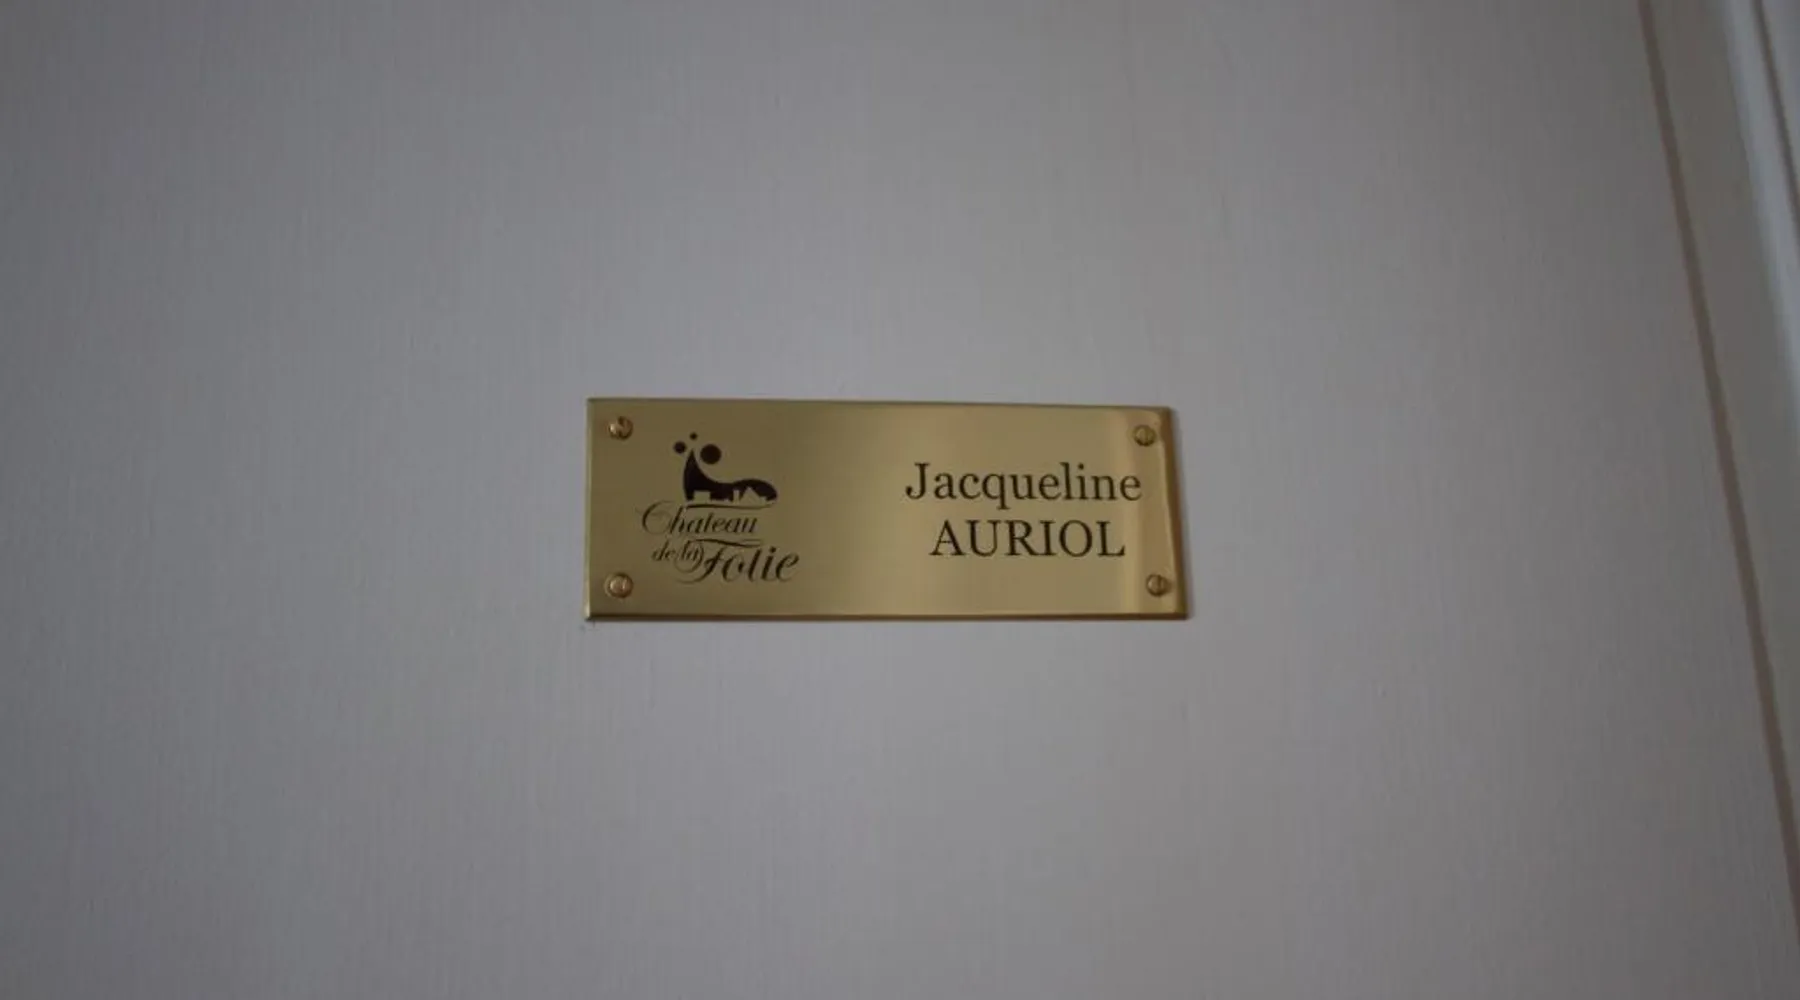 Chateau
de la Folie
Jacqueline
AURIOL